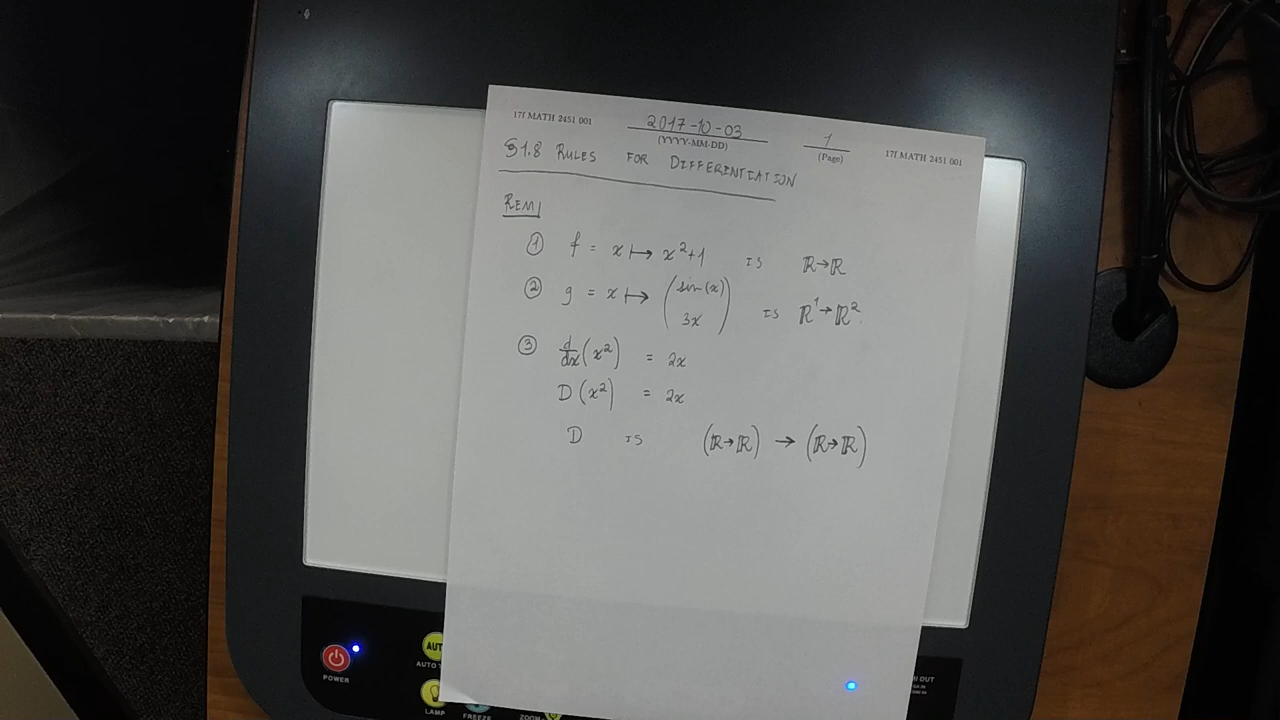 17f MATH 2451 001
2017-10-03
(YYYY-MM-DD)
1
(Page)
17f MATH 2451 001
§1.8 RULES FOR DIFFERENTIATION
REM|
① f = x ↦ x²+1 IS ℝ→ℝ
② g = x ↦ (sin(x)
3x) IS ℝ¹→ℝ².
③ d/dx(x²) = 2x
D(x²) = 2x
D IS (ℝ→ℝ) → (ℝ→ℝ)
POWER
AUT
LAMP
FREEZE
OUT